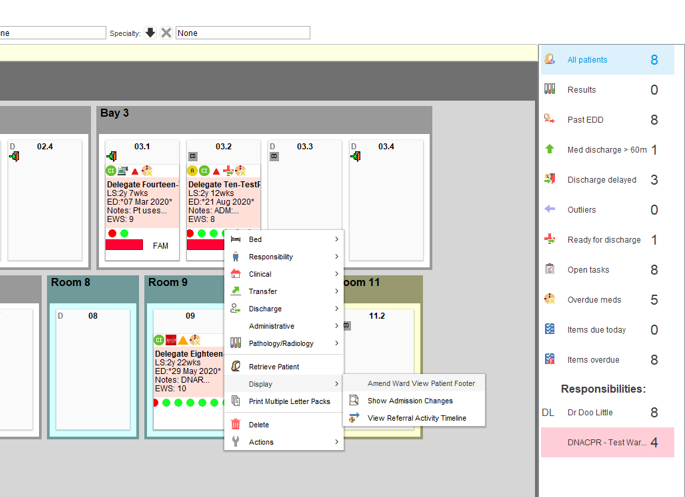 ne
Specialty:
None
Bay 3
D
02.4
03.1
03.2
D
03.3
D
03.4
Delegate Fourteen-
LS:2y 7wks
ED:*07 Mar 2020*
Notes: Pt uses...
EWS: 9
FAM
Delegate Ten-TestP
LS:2y 12wks
ED:*21 Aug 2020*
Notes: ADM:...
EWS: 8
Room 8
Room 9
oom 11
D
08
09
11.2
Delegate Eighteen
LS:2y 22wks
ED:*29 May 2020*
Notes: DNAR...
EWS: 10
Bed
Responsibility
Clinical
Transfer
Discharge
Administrative
Pathology/Radiology
Retrieve Patient
Display
Print Multiple Letter Packs
Delete
Actions
Amend Ward View Patient Footer
Show Admission Changes
View Referral Activity Timeline
All patients 8
Results 0
Past EDD 8
Med discharge > 60m 1
Discharge delayed 3
Outliers 0
Ready for discharge 1
Open tasks 8
Overdue meds 5
Items due today 0
Items overdue 8
Responsibilities:
DL Dr Doo Little 8
DNACPR - Test War... 4